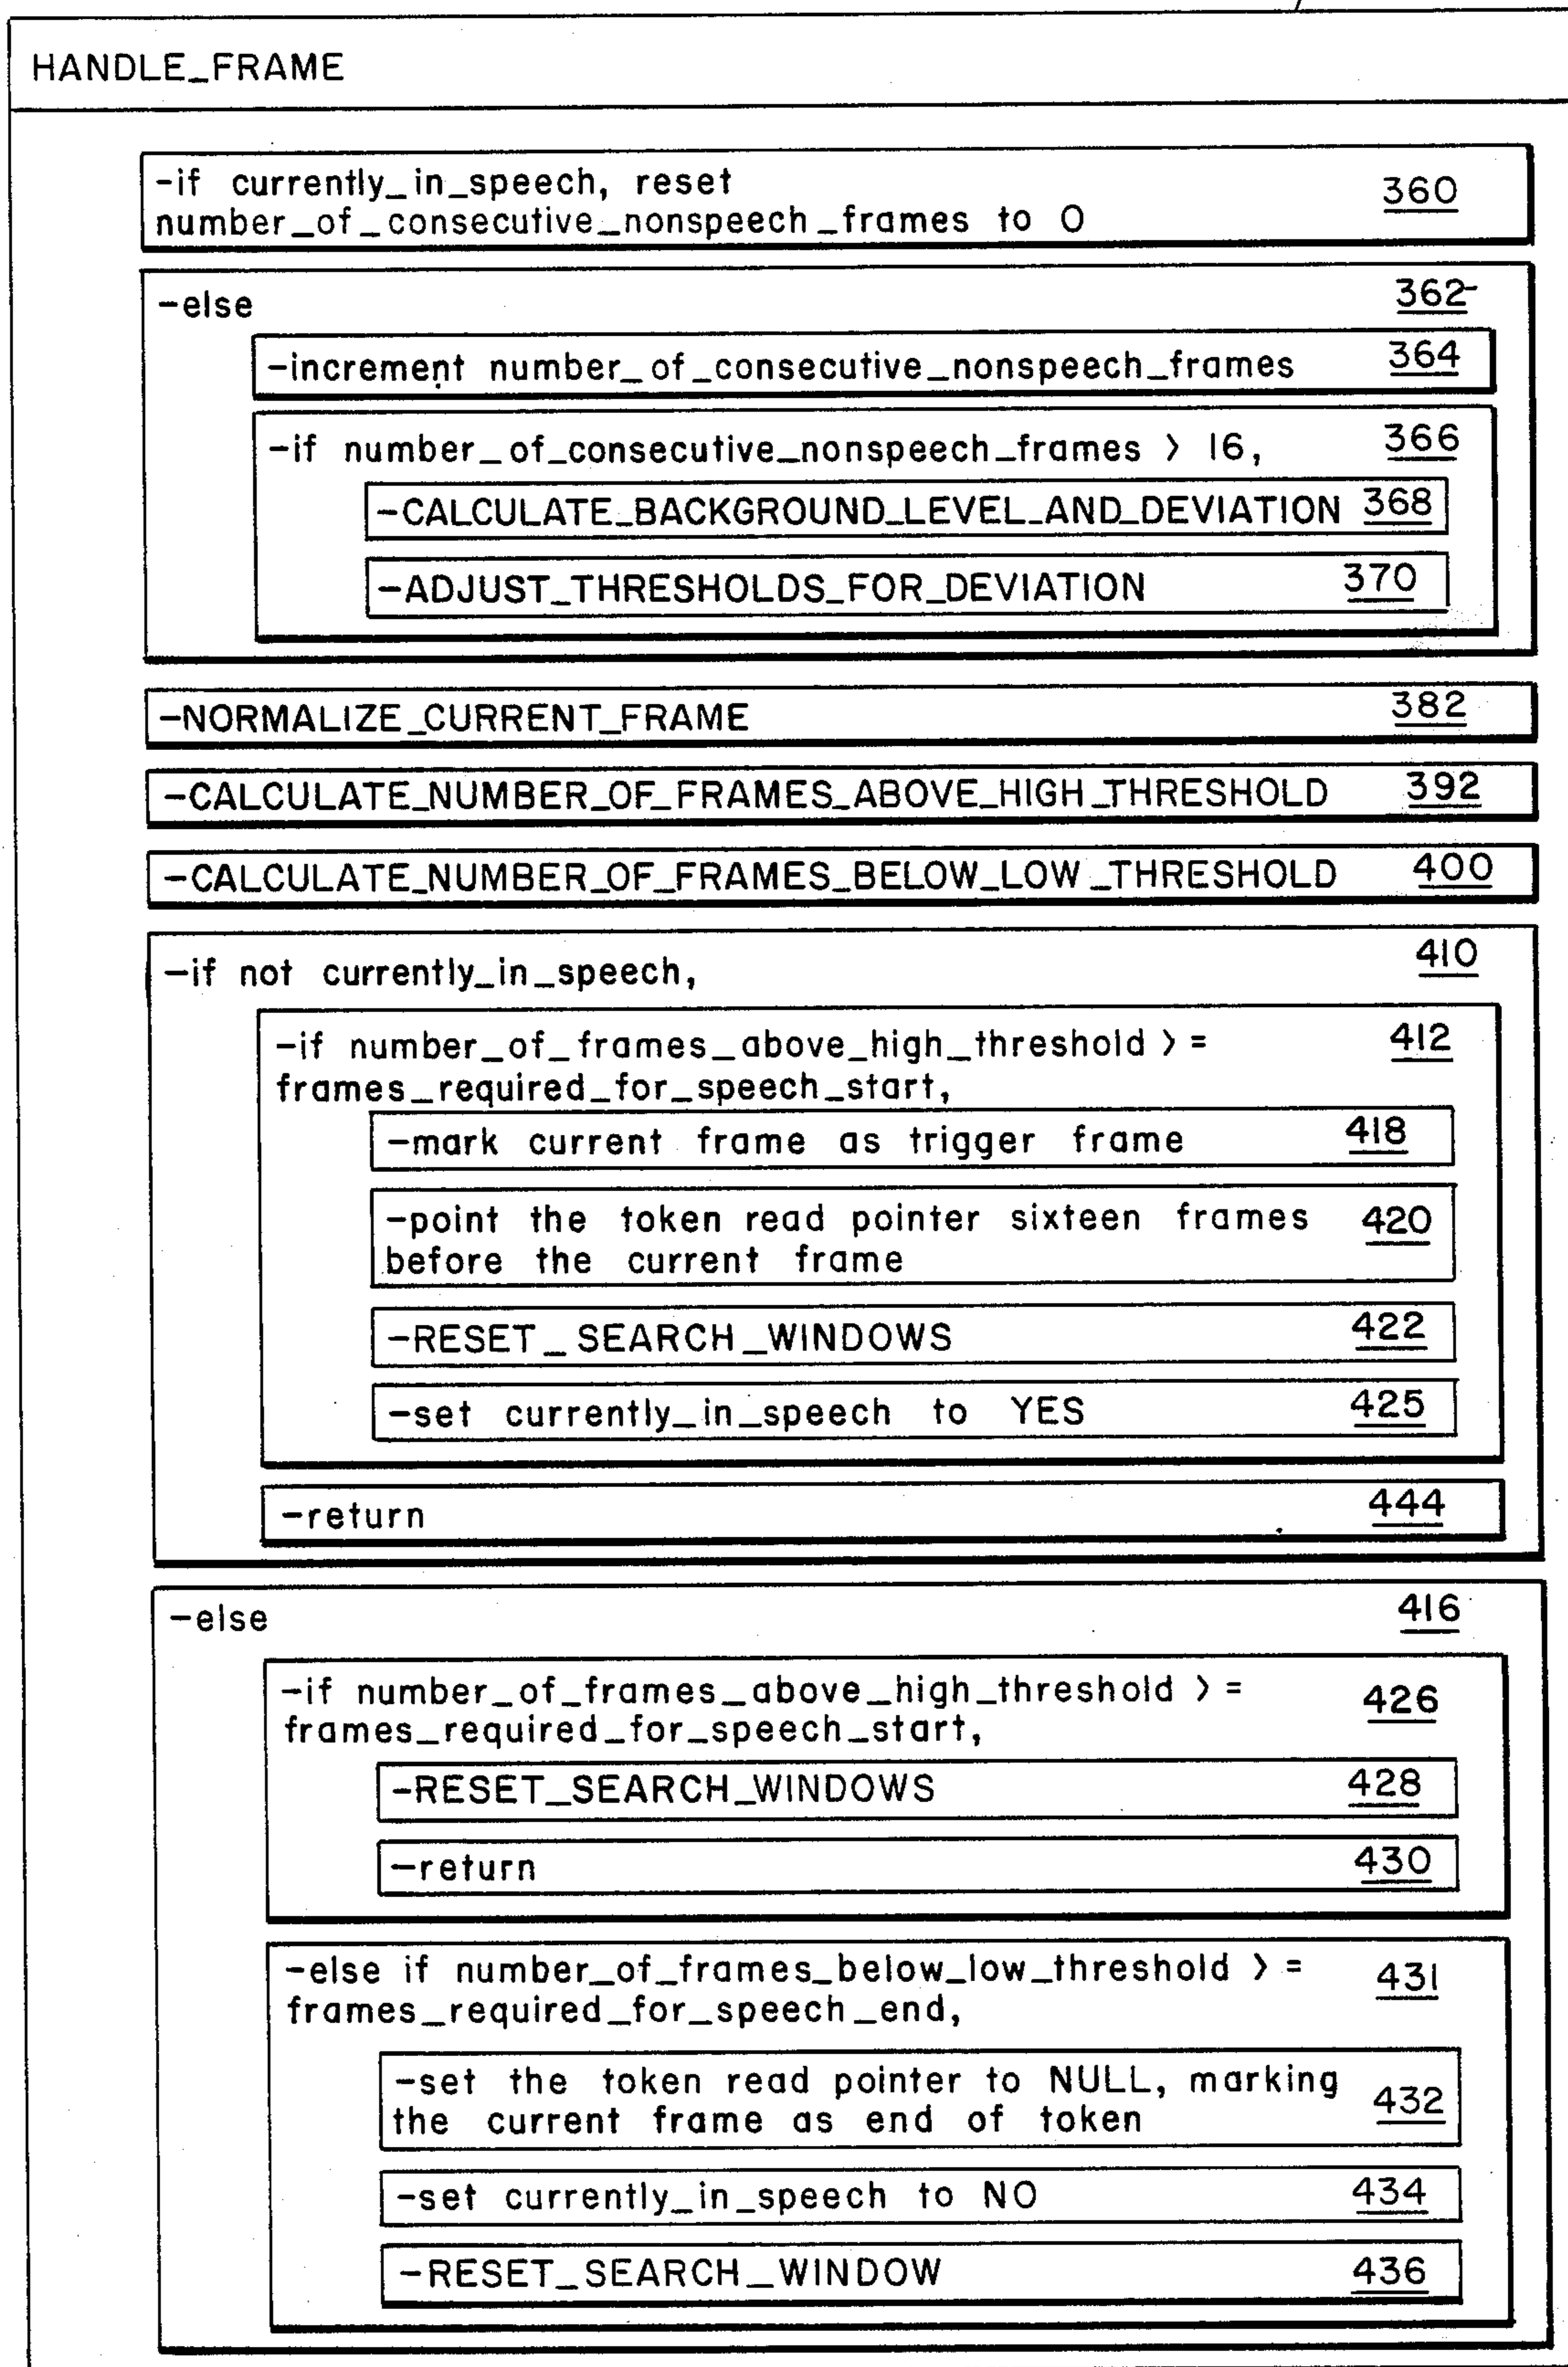 HANDLE_FRAME
-if currently_in_speech, reset 360
number_of_consecutive_nonspeech_frames to 0
-else 362
-increment number_of_consecutive_nonspeech_frames 364
-if number_of_consecutive_nonspeech_frames > 16, 366
-CALCULATE_BACKGROUND_LEVEL_AND_DEVIATION 368
-ADJUST_THRESHOLDS_FOR_DEVIATION 370
-NORMALIZE_CURRENT_FRAME 382
-CALCULATE_NUMBER_OF_FRAMES_ABOVE_HIGH_THRESHOLD 392
-CALCULATE_NUMBER_OF_FRAMES_BELOW_LOW_THRESHOLD 400
-if not currently_in_speech, 410
-if number_of_frames_above_high_threshold >= 412
frames_required_for_speech_start,
-mark current frame as trigger frame 418
-point the token read pointer sixteen frames 420
before the current frame
-RESET_SEARCH_WINDOWS 422
-set currently_in_speech to YES 425
-return 444
-else 416
-if number_of_frames_above_high_threshold >= 426
frames_required_for_speech_start,
-RESET_SEARCH_WINDOWS 428
-return 430
-else if number_of_frames_below_low_threshold >= 431
frames_required_for_speech_end,
-set the token read pointer to NULL, marking 432
the current frame as end of token
-set currently_in_speech to NO 434
-RESET_SEARCH_WINDOW 436